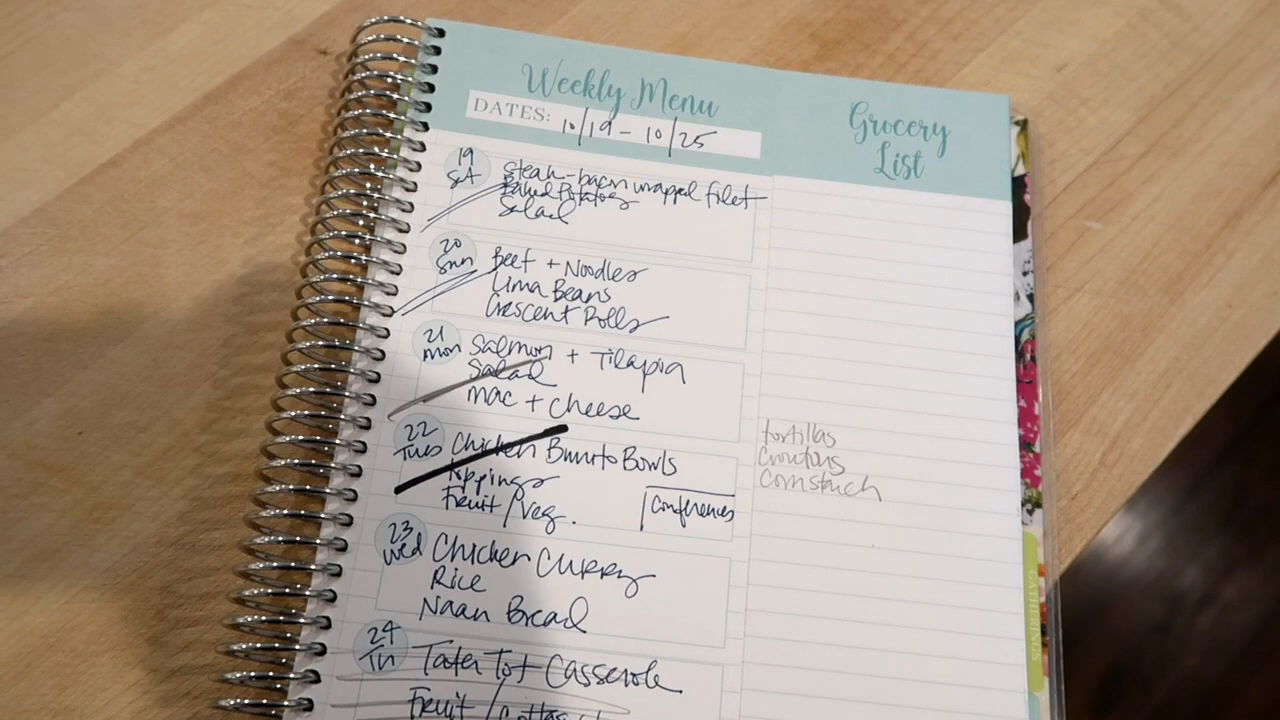 Weekly Menu
DATES: 10/19 - 10/25
Grocery
List
19
SAT
steak-bacon wrapped filet
Baked Potatoes
Salad
20
Sun
Beef + Noodles
Lima Beans
Crescent Rolls
21
Mon
Salmon + Tilapia
Salad
mac + cheese
22
Tues
Chicken Burrito Bowls
toppings
Fruit/Veg.
Conferences
tortillas
Croutons
Cornstarch
23
Wed
Chicken Curry
Rice
Naan Bread
24
TH
Tater Tot Casserole
Fruit/
GATHERINGS